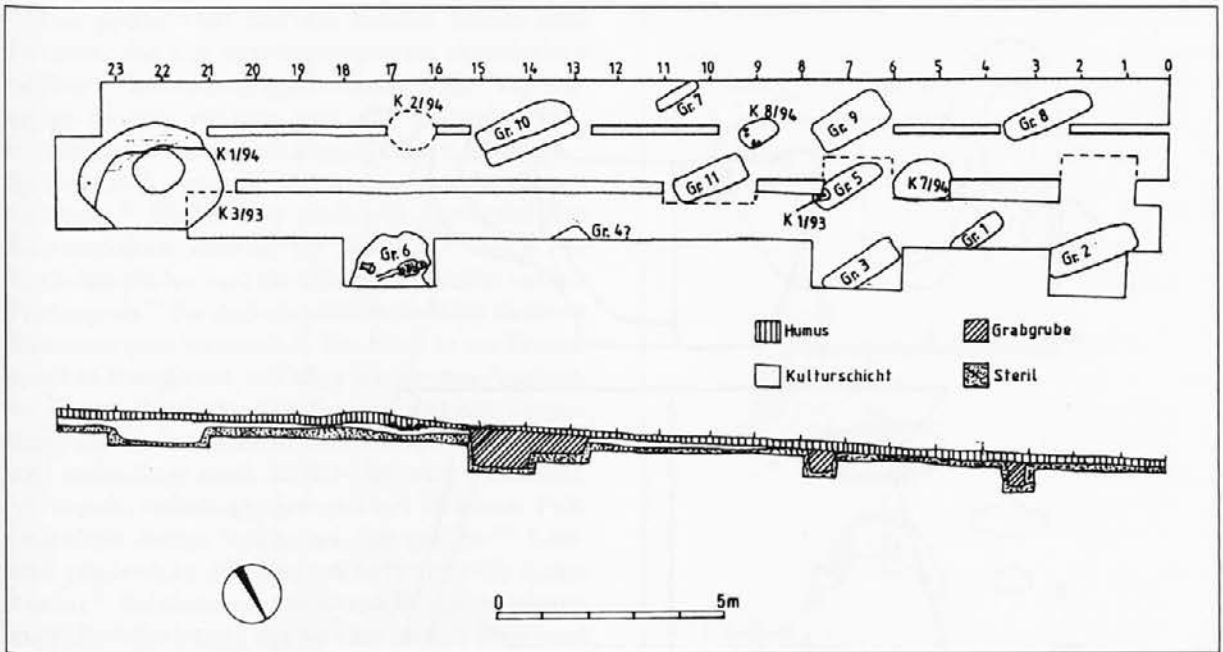 23 22 21 20 19 18 17 16 15 14 13 12 11 10 9 8 7 6 5 4 3 2 1 0
K 2/94
Gr. 10
Gr. 7
K 8/94
Gr. 9
Gr. 8
K 1/94
Gr. 11
Gr. 5
K 7/94
K 3/93
K 1/93
Gr. 6
Gr. 4?
Gr. 3
Gr. 1
Gr. 2
Humus
Grabgrube
Kulturschicht
Steril
0 5m